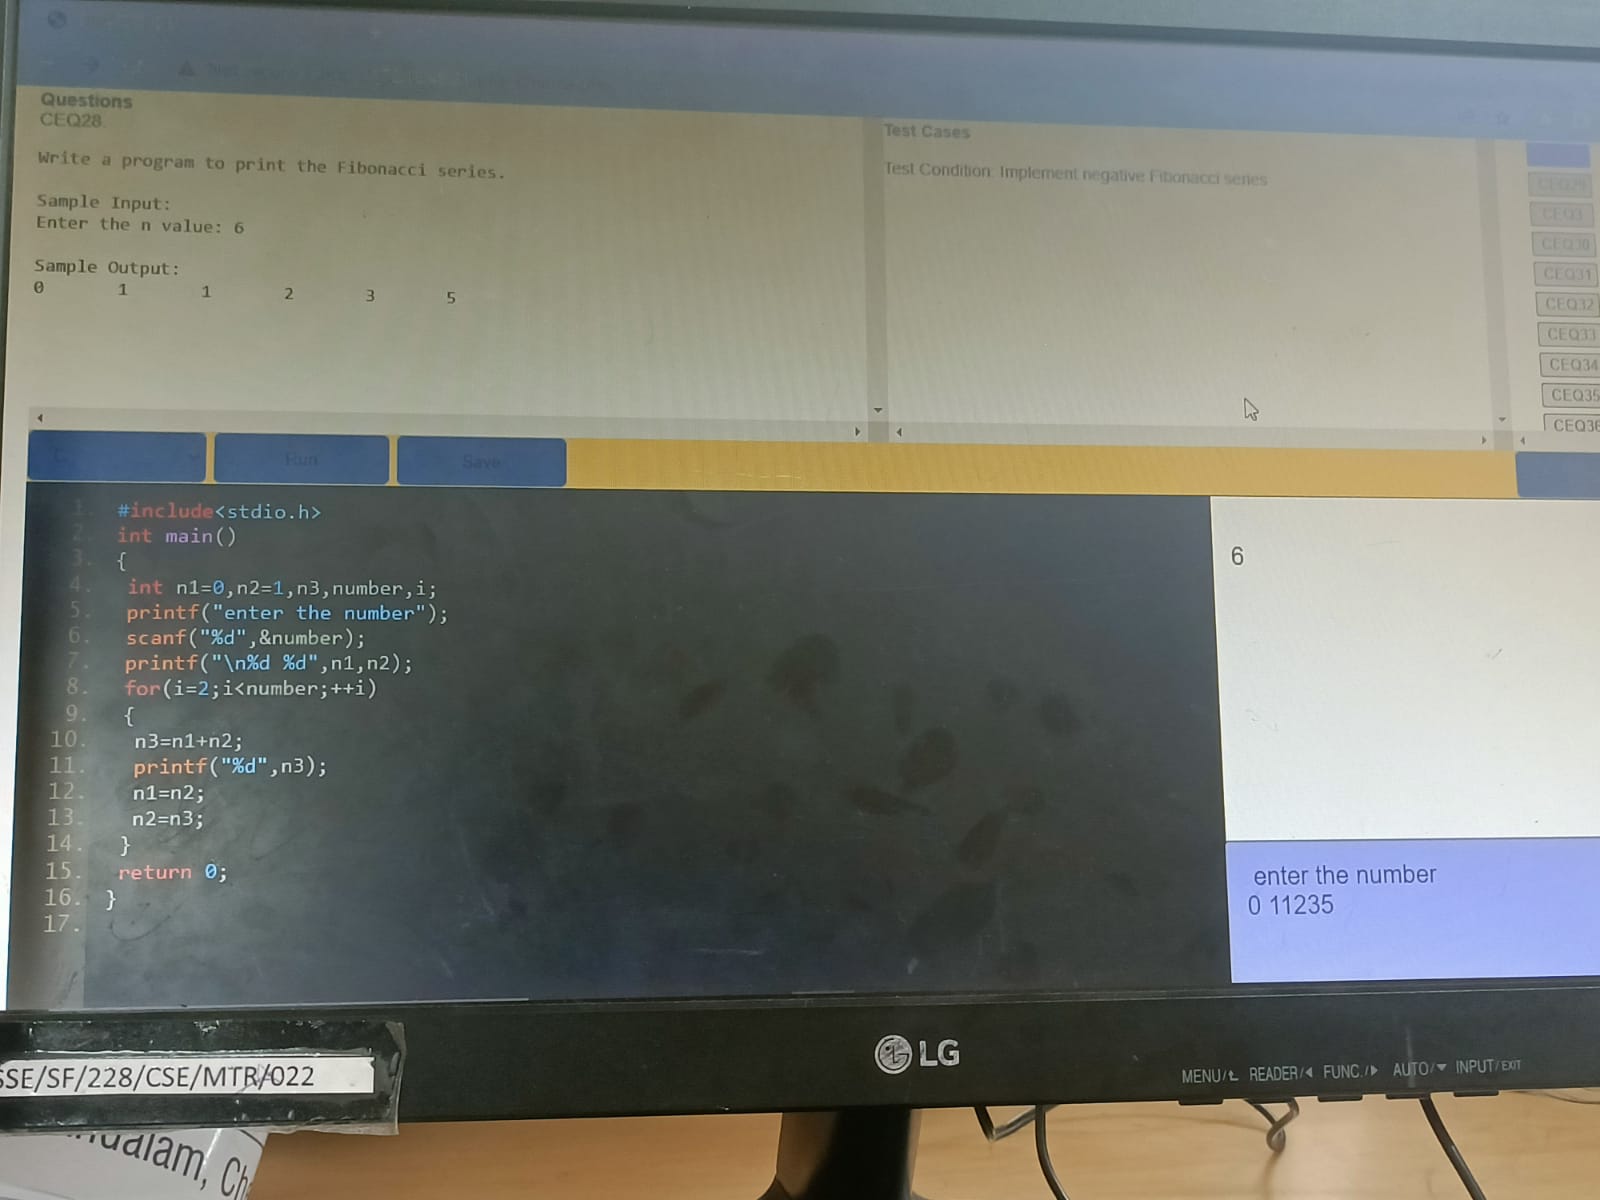 Questions
CEQ28
Write a program to print the Fibonacci series.
Sample Input:
Enter the n value: 6
Sample Output:
0 1 1 2 3 5
Test Cases
Test Condition: Implement negative Fibonacci series
CEQ29
CEQ3
CEQ30
CEQ31
CEQ32
CEQ33
CEQ34
CEQ35
CEQ36
Run Save
1. #include<stdio.h>
2. int main()
3. {
4. int n1=0,n2=1,n3,number,i;
5. printf("enter the number");
6. scanf("%d",&number);
7. printf("\n%d %d",n1,n2);
8. for(i=2;i<number;++i)
9. {
10. n3=n1+n2;
11. printf("%d",n3);
12. n1=n2;
13. n2=n3;
14. }
15. return 0;
16. }
17.
6
enter the number
0 11235
LG
MENU/ READER/ FUNC./ AUTO/ INPUT/EXIT
SSE/SF/228/CSE/MTR/022